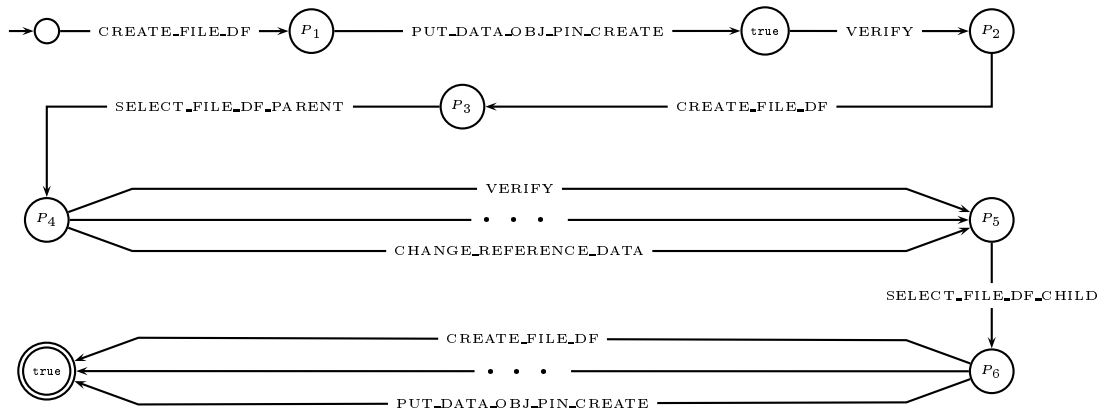 CREATE_FILE_DF P1 PUT_DATA_OBJ_PIN_CREATE true VERIFY P2
SELECT_FILE_DF_PARENT P3 CREATE_FILE_DF
VERIFY
P4 . . . P5
CHANGE_REFERENCE_DATA
SELECT_FILE_DF_CHILD
CREATE_FILE_DF
true . . . P6
PUT_DATA_OBJ_PIN_CREATE